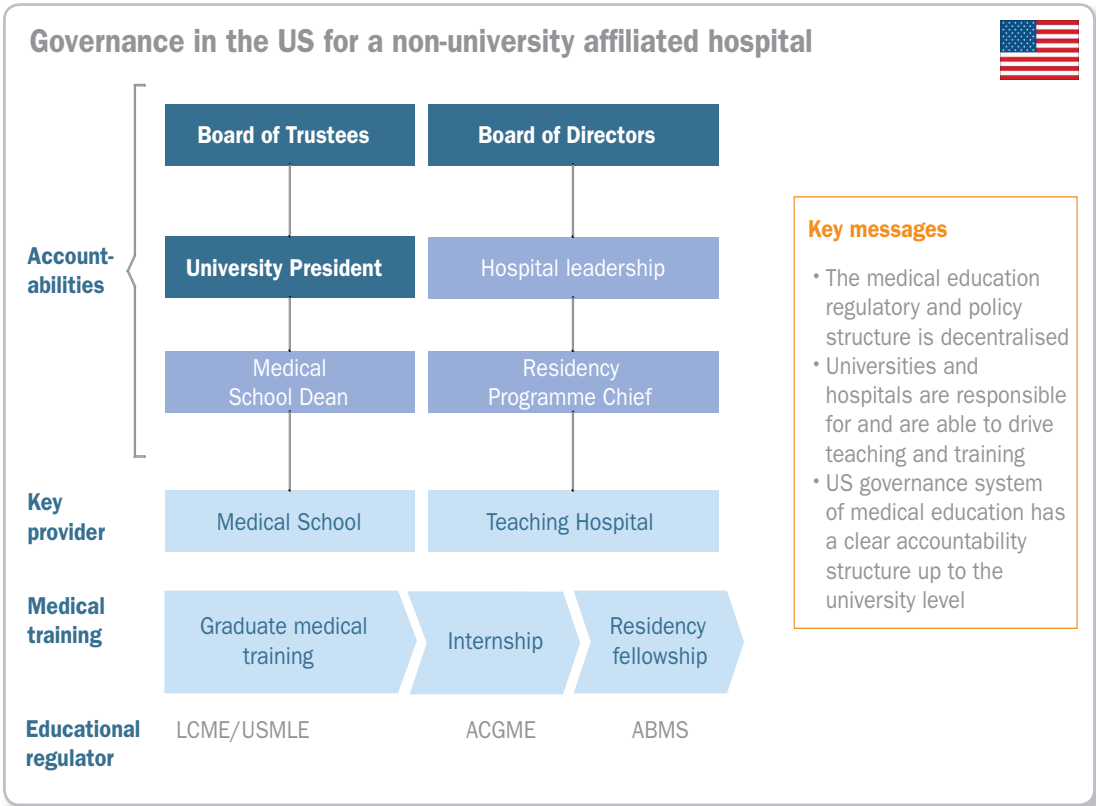 Governance in the US for a non-university affiliated hospital
Board of Trustees
Board of Directors
Account-
abilities
University President
Hospital leadership
Medical
School Dean
Residency
Programme Chief
Key
provider
Medical School
Teaching Hospital
Medical
training
Graduate medical
training
Internship
Residency
fellowship
Educational
regulator
LCME/USMLE
ACGME
ABMS
Key messages
• The medical education
regulatory and policy
structure is decentralised
• Universities and
hospitals are responsible
for and are able to drive
teaching and training
• US governance system
of medical education has
a clear accountability
structure up to the
university level